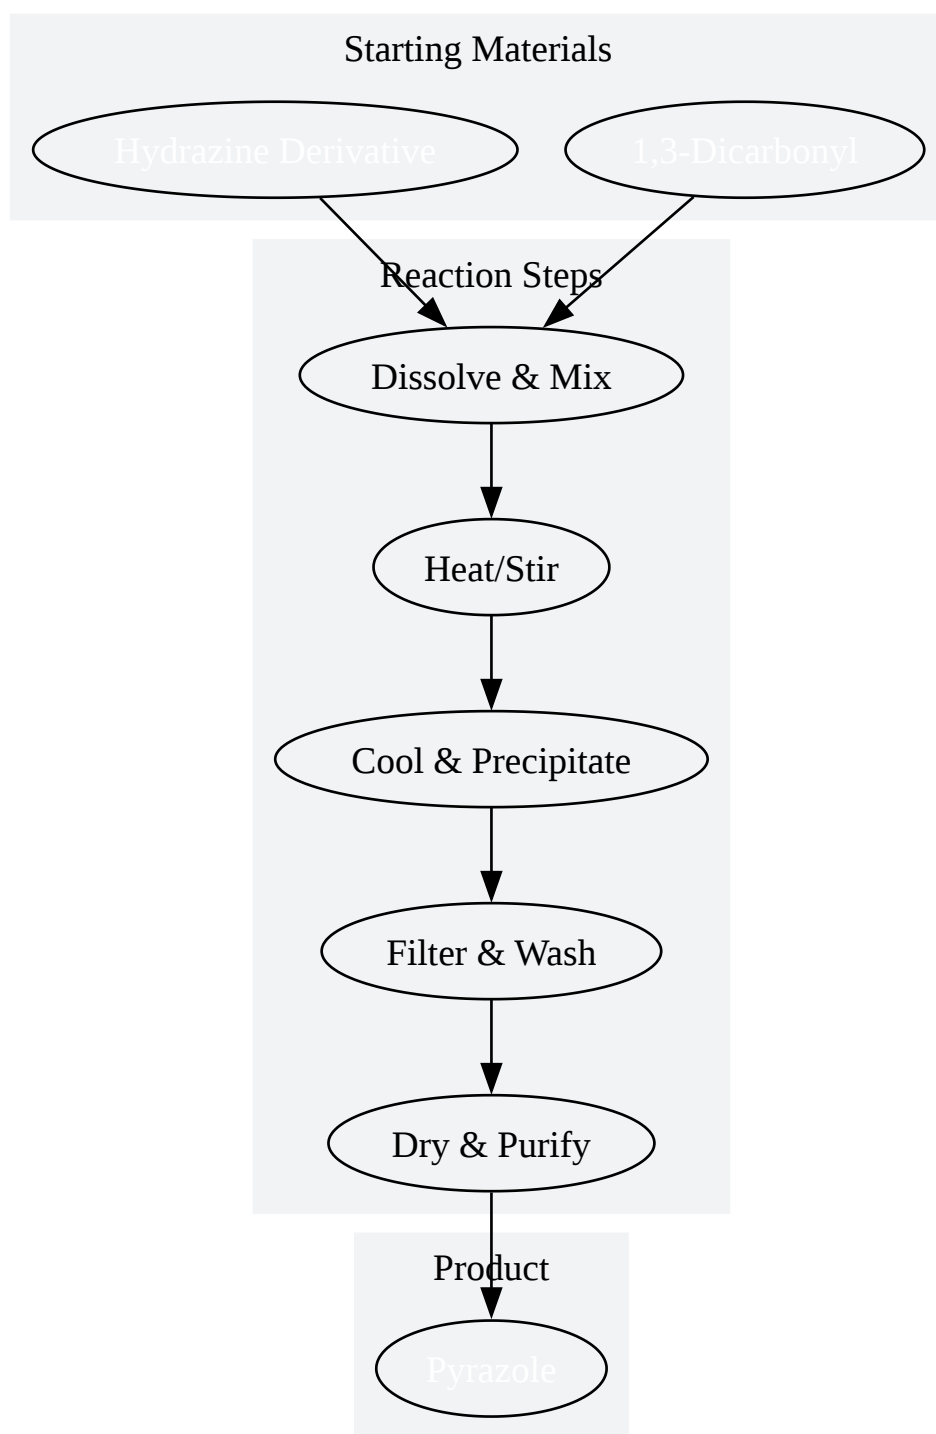 Starting Materials
Hydrazine Derivative
1,3-Dicarbonyl
Reaction Steps
Dissolve & Mix
Heat/Stir
Cool & Precipitate
Filter & Wash
Dry & Purify
Product
Pyrazole